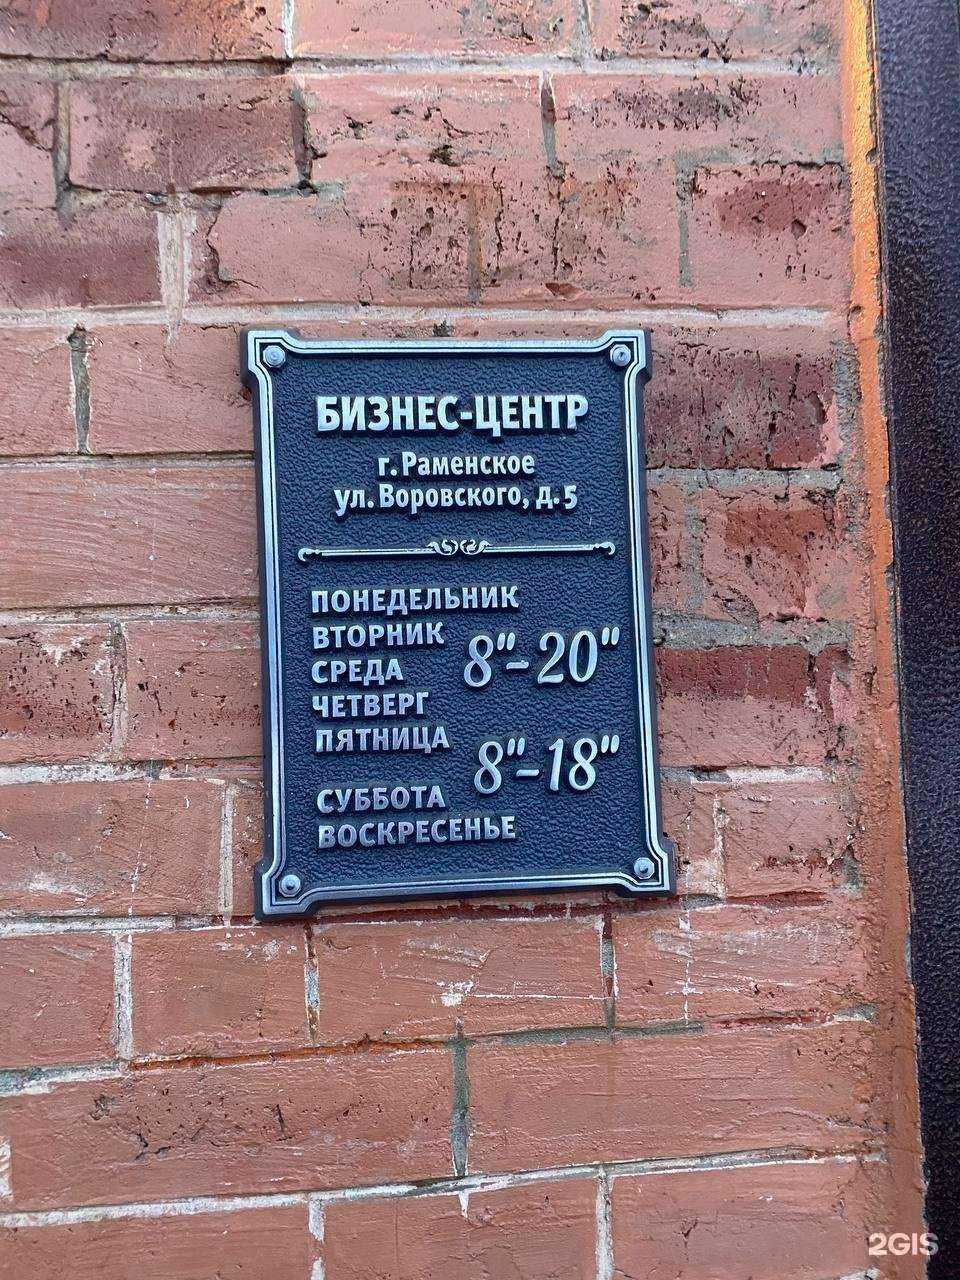 БИЗНЕС-ЦЕНТР
г. Раменское
ул. Воровского, д. 5
ПОНЕДЕЛЬНИК
ВТОРНИК
СРЕДА
8"-20"
ЧЕТВЕРГ
ПЯТНИЦА
8"-18"
СУББОТА
ВОСКРЕСЕНЬЕ
2GIS